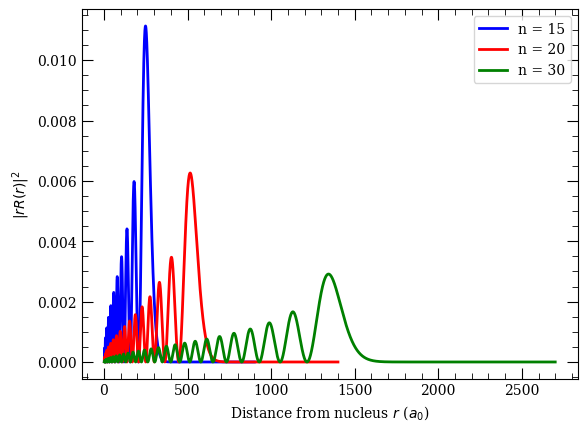 n = 15
n = 20
n = 30
0.010
0.008
0.006
0.004
0.002
0.000
|rR(r)|²
0 500 1000 1500 2000 2500
Distance from nucleus r (a₀)